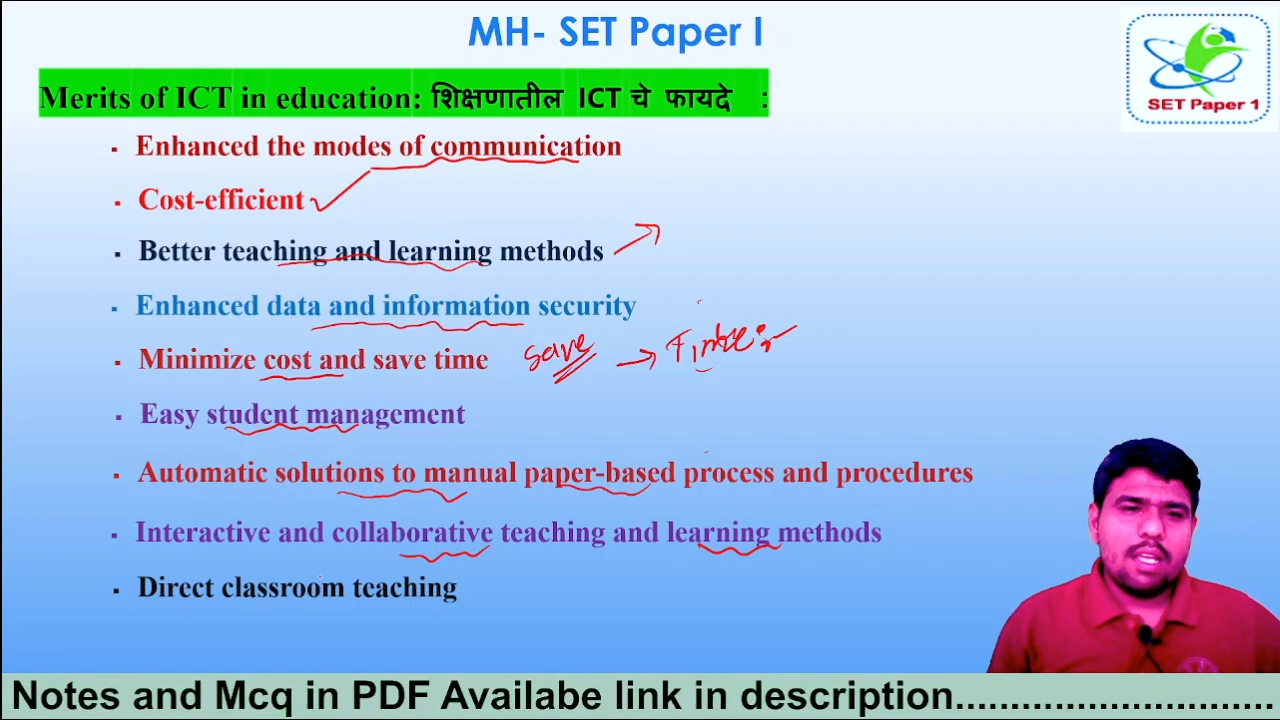 MH- SET Paper I
SET Paper 1
Merits of ICT in education: शिक्षणातील ICT चे फायदे :
▪ Enhanced the modes of communication
▪ Cost-efficient
▪ Better teaching and learning methods
▪ Enhanced data and information security
▪ Minimize cost and save time save
▪ Easy student management
▪ Automatic solutions to manual paper-based process and procedures
▪ Interactive and collaborative teaching and learning methods
▪ Direct classroom teaching
Notes and Mcq in PDF Availabe link in description.............................